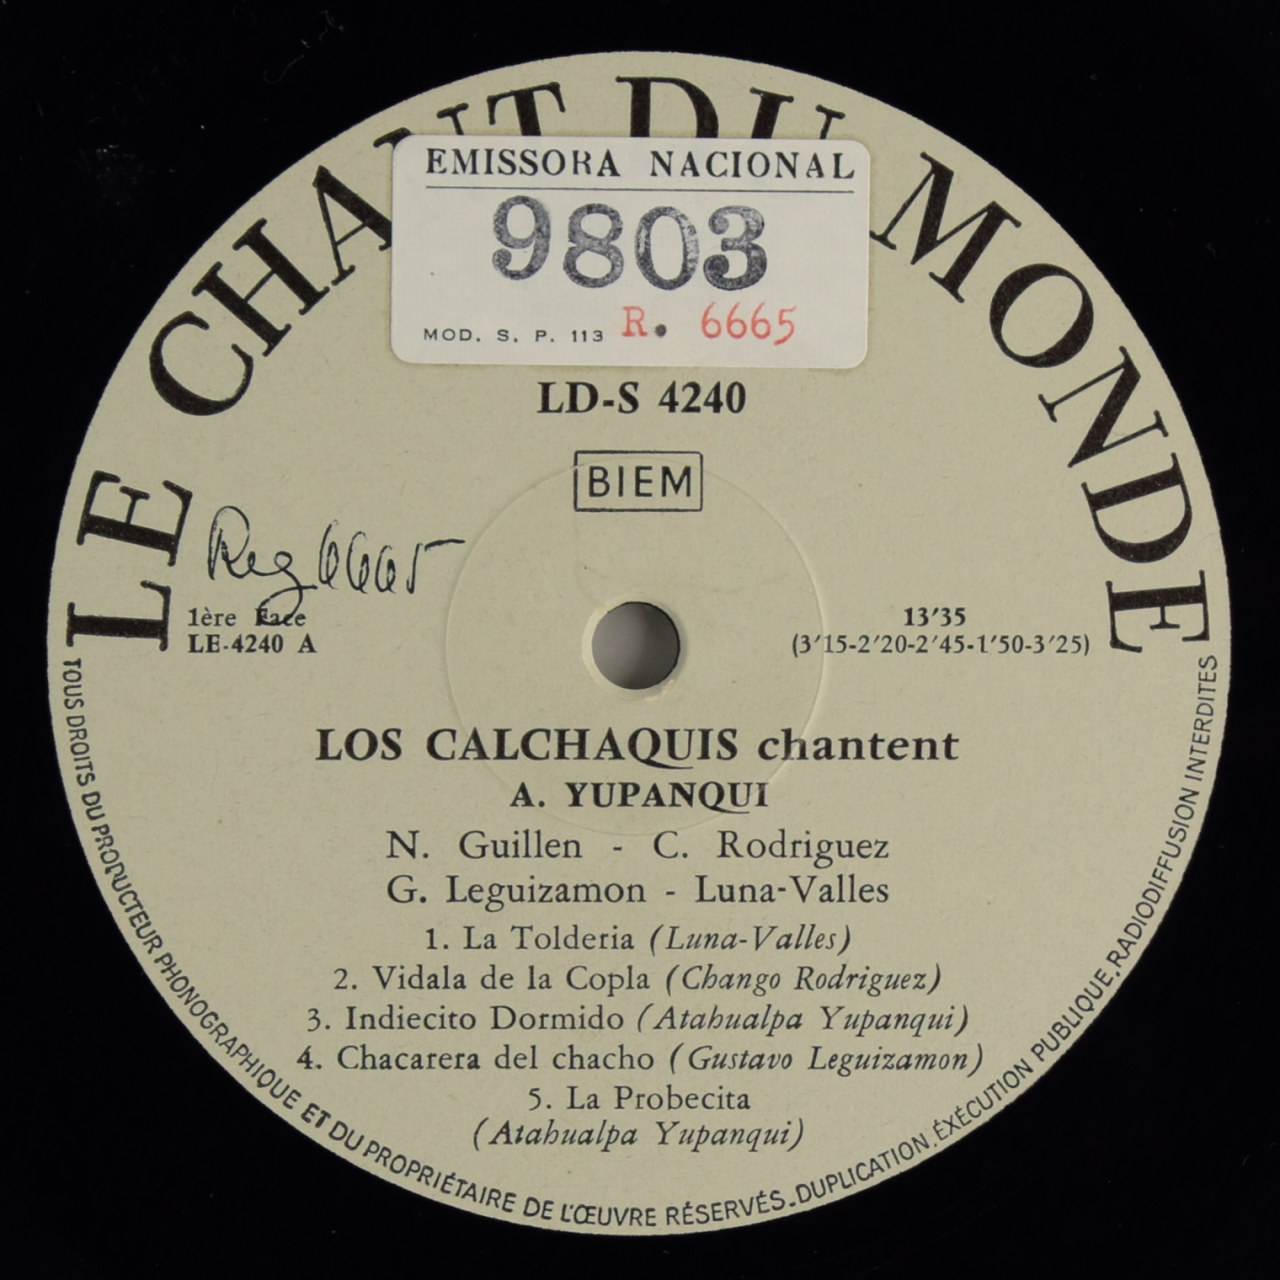 LE CHANT DU MONDE
EMISSORA NACIONAL
9803
MOD. S. P. 113 R. 6665
LD-S 4240
BIEM
Reg 6665
1ère Face
LE-4240 A
13'35
(3'15-2'20-2'45-1'50-3'25)
LOS CALCHAQUIS chantent
A. YUPANQUI
N. Guillen - C. Rodriguez
G. Leguizamon - Luna-Valles
1. La Tolderia (Luna-Valles)
2. Vidala de la Copla (Chango Rodriguez)
3. Indiecito Dormido (Atahualpa Yupanqui)
4. Chacarera del chacho (Gustavo Leguizamon)
5. La Probecita
(Atahualpa Yupanqui)
TOUS DROITS DU PRODUCTEUR PHONOGRAPHIQUE ET DU PROPRIÉTAIRE DE L'ŒUVRE RÉSERVÉS. DUPLICATION, ÉXÉCUTION PUBLIQUE, RADIODIFFUSION INTERDITES